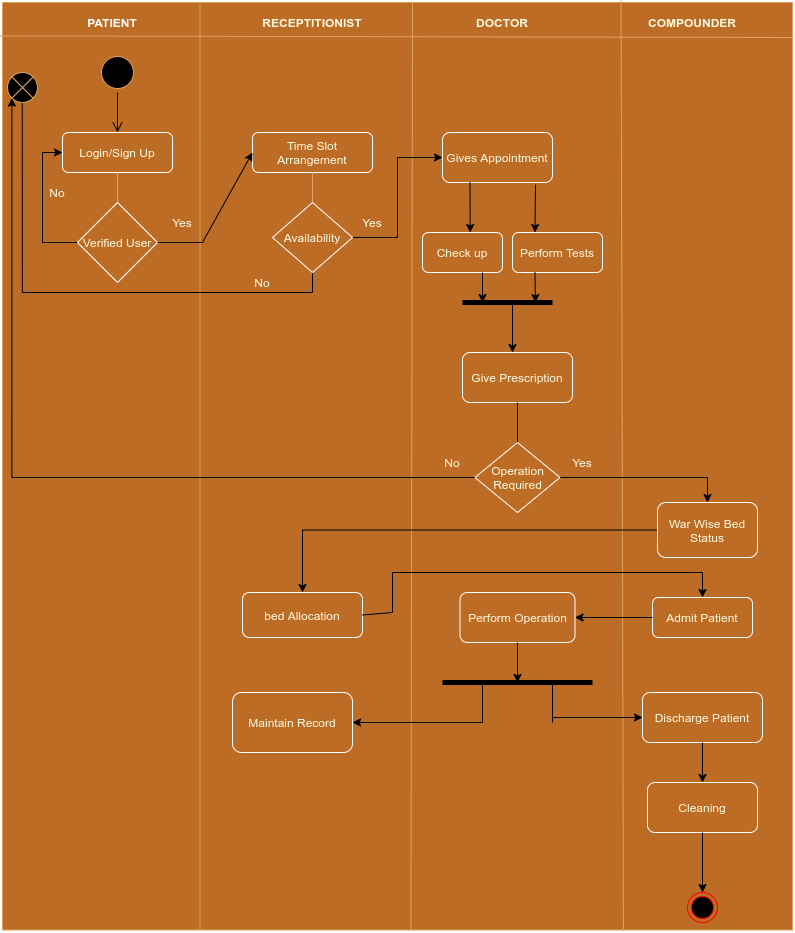 PATIENT
RECEPTITIONIST
DOCTOR
COMPOUNDER
Login/Sign Up
Time Slot
Arrangement
Gives Appointment
No
Yes
Verified User
Availability
Yes
No
Check up
Perform Tests
Give Prescription
No
Yes
Operation
Required
War Wise Bed
Status
bed Allocation
Perform Operation
Admit Patient
Maintain Record
Discharge Patient
Cleaning